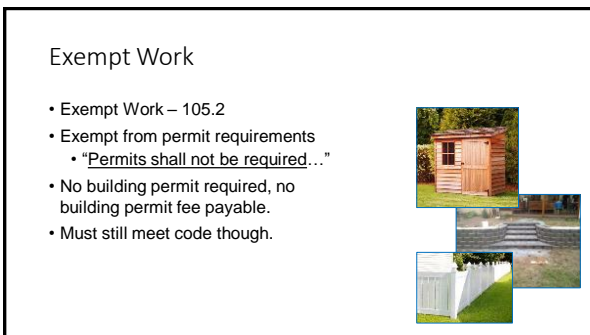 Exempt Work
• Exempt Work – 105.2
• Exempt from permit requirements
• “Permits shall not be required…”
• No building permit required, no
building permit fee payable.
• Must still meet code though.